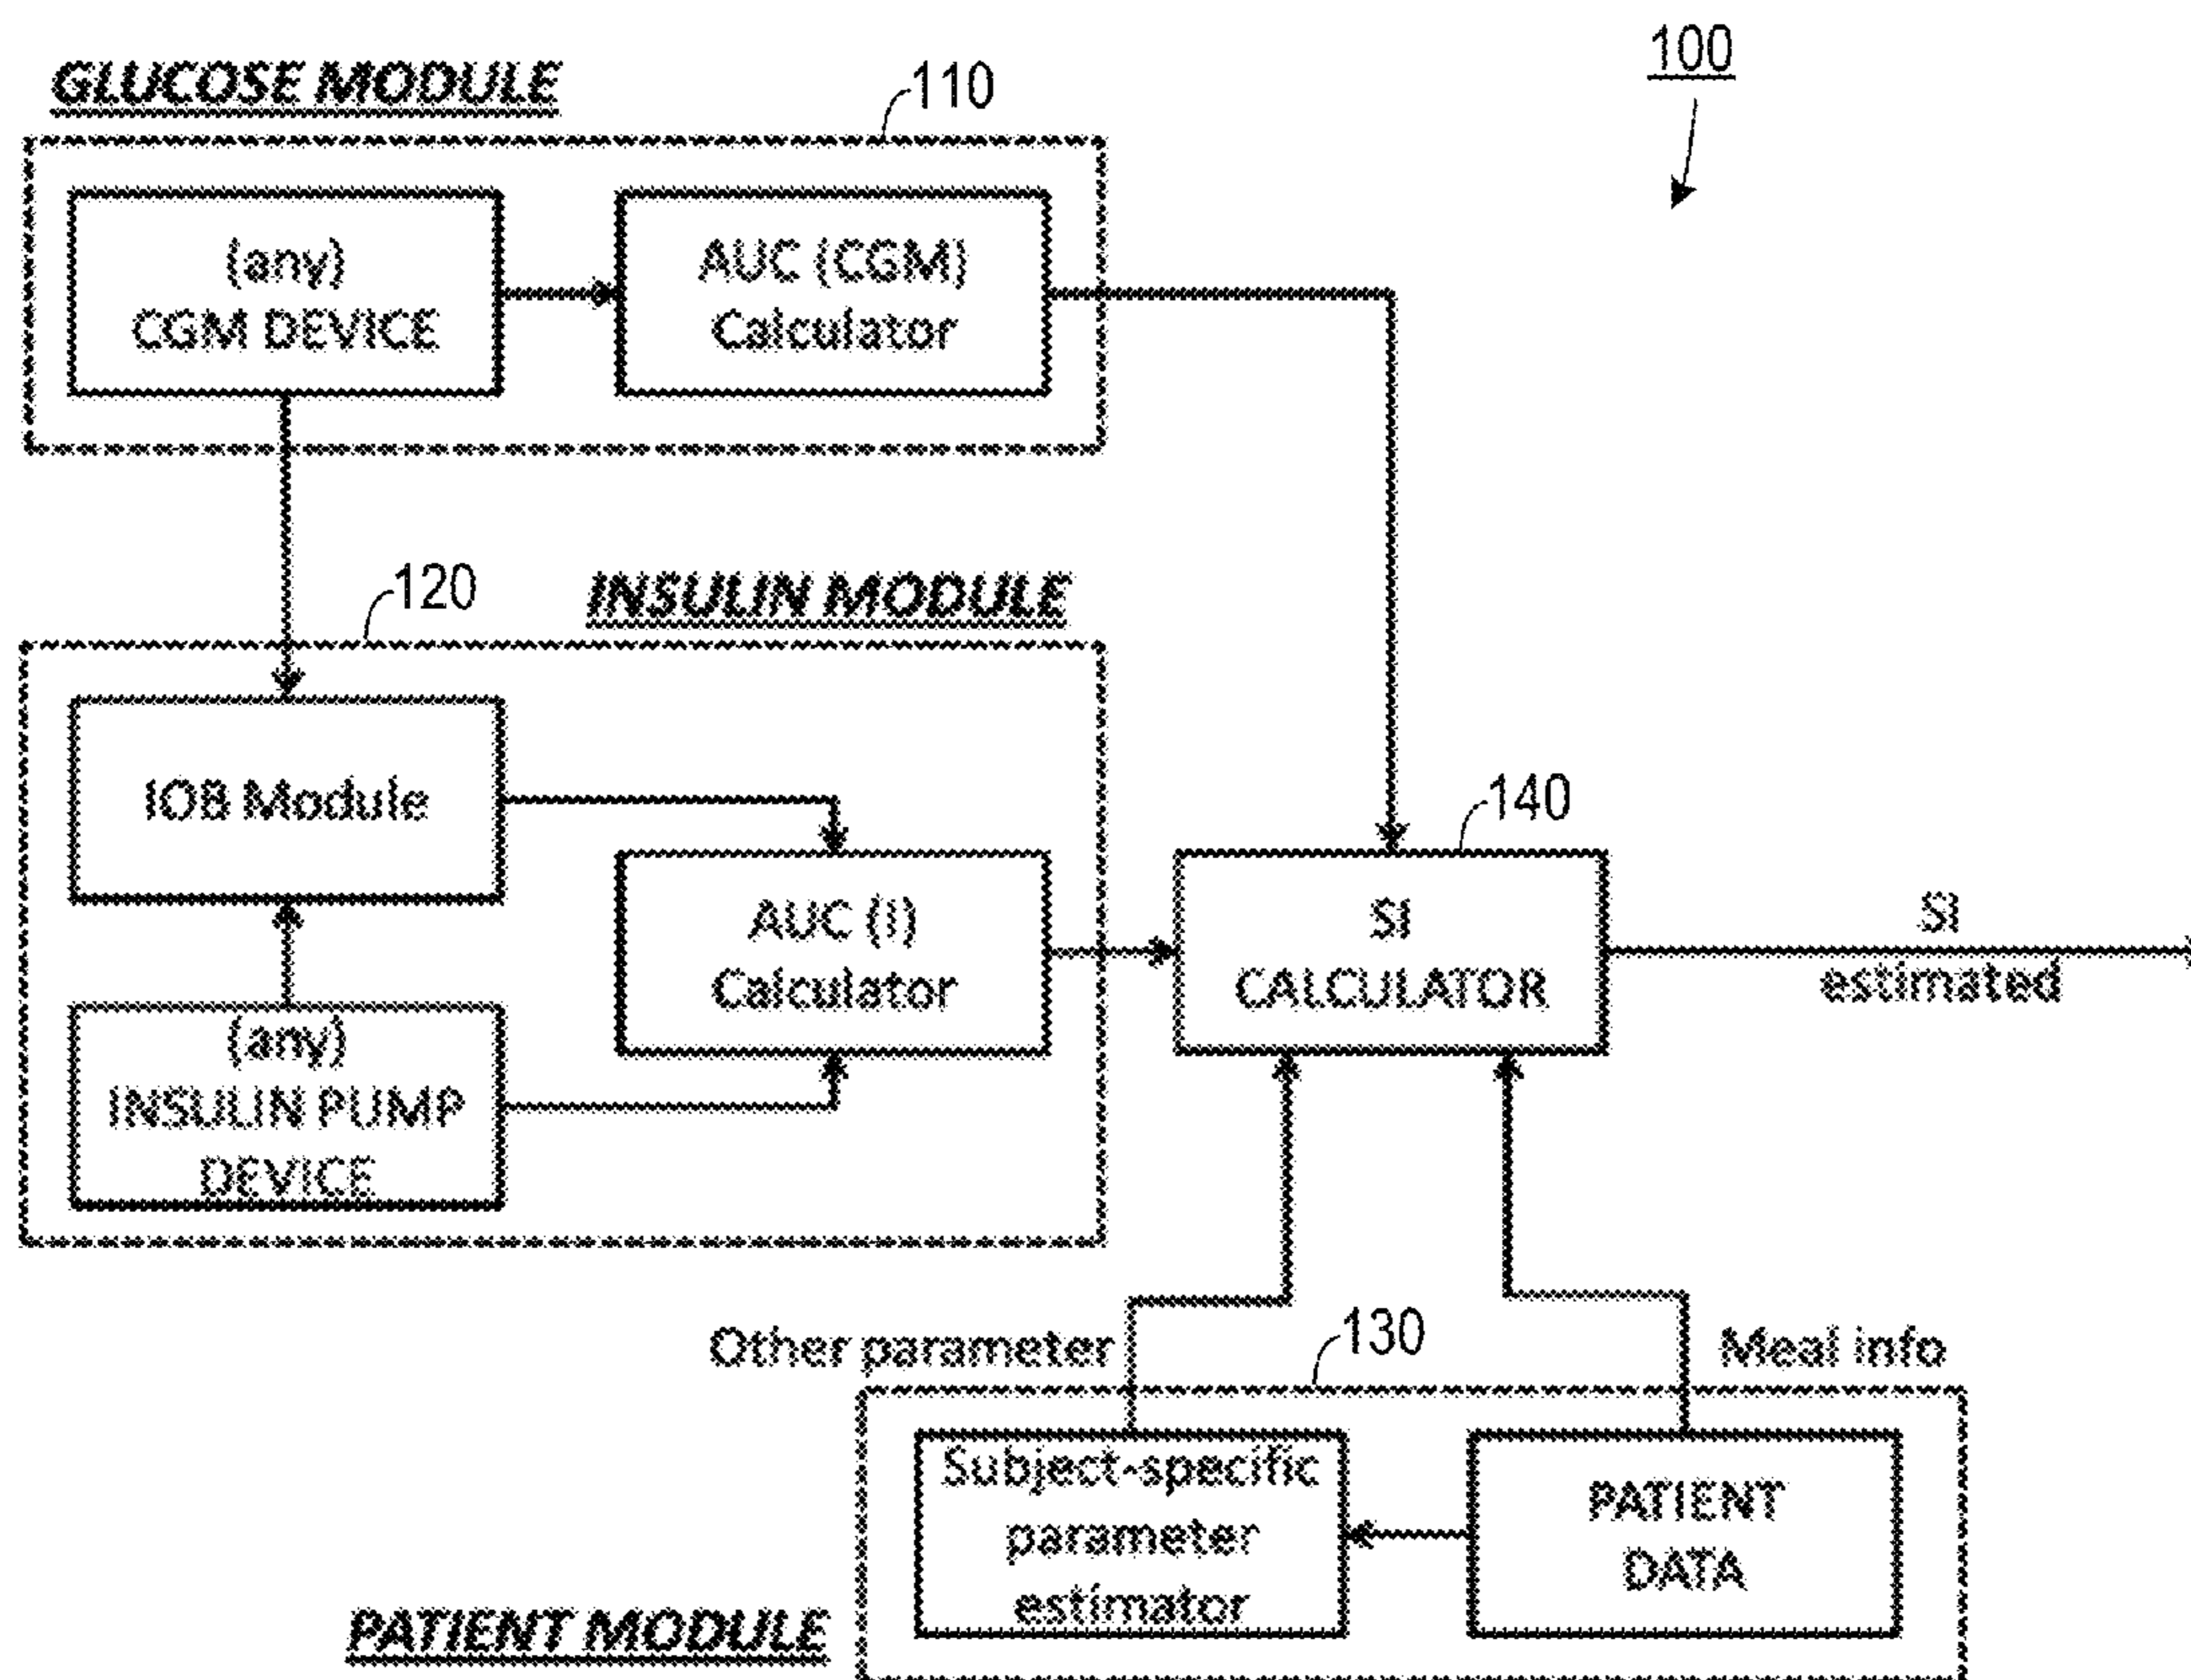 100
GLUCOSE MODULE
110
(any)
CGM DEVICE
AUC (CGM)
Calculator
120
INSULIN MODULE
IOB Module
(any)
INSULIN PUMP
DEVICE
AUC (I)
Calculator
140
SI
CALCULATOR
SI
estimated
Other parameter
130
Meal info
Subject-specific
parameter
estimator
PATIENT
DATA
PATIENT MODULE